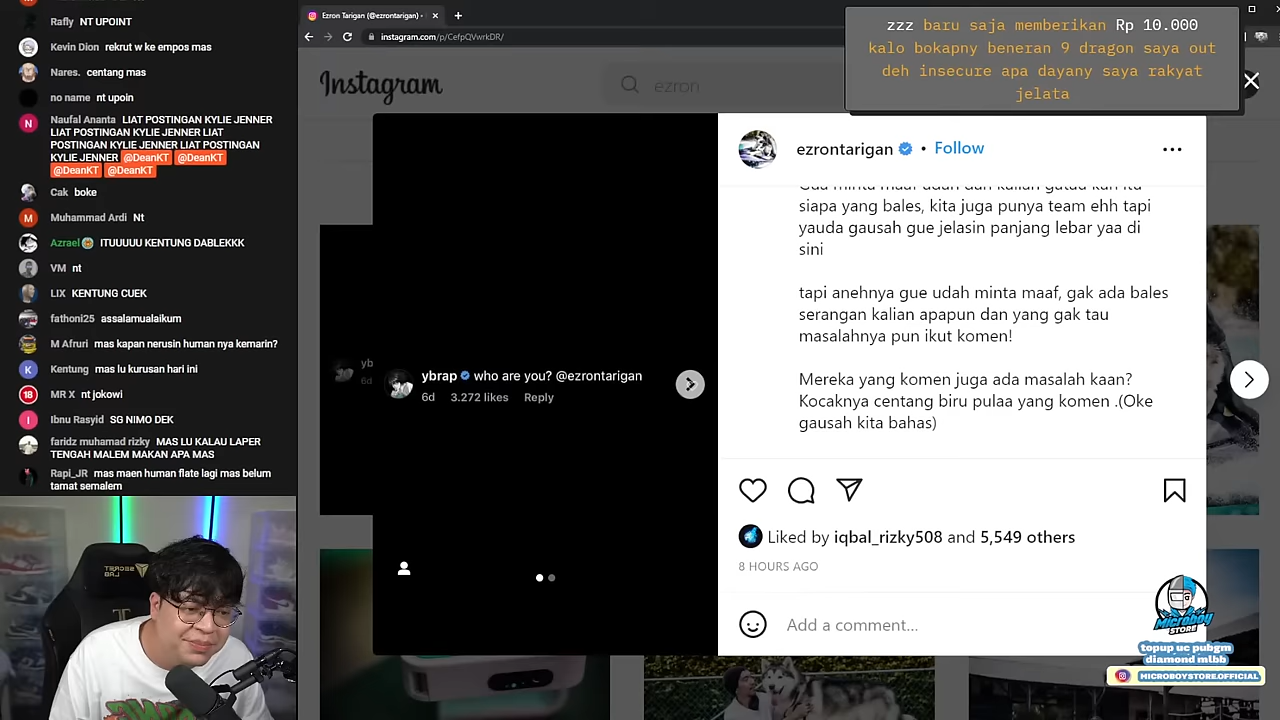 Rafly NT UPOINT
Kevin Dion rekrut w ke empos mas
Nares. centang mas
no name nt upoin
Naufal Ananta LIAT POSTINGAN KYLIE JENNER
LIAT POSTINGAN KYLIE JENNER LIAT
POSTINGAN KYLIE JENNER LIAT POSTINGAN
KYLIE JENNER @DeanKT @DeanKT
@DeanKT @DeanKT
Cak boke
Muhammad Ardi Nt
Azrael ITUUUUU KENTUNG DABLEKKK
VM nt
LIX KENTUNG CUEK
fathoni25 assalamualaikum
M Afruri mas kapan nerusin human nya kemarin?
Kentung mas lu kurusan hari ini
MR X nt jokowi
Ibnu Rasyid SG NIMO DEK
faridz muhamad rizky MAS LU KALAU LAPER
TENGAH MALEM MAKAN APA MAS
Rapi_JR mas maen human flate lagi mas belum
tamat semalem
Ezron Tarigan (@ezrontarigan) •
instagram.com/p/CefpQVwrkDR/
Instagram
ezron
zzz baru saja memberikan Rp 10.000
kalo bokapny beneran 9 dragon saya out
deh insecure apa dayany saya rakyat
jelata
yb
6d
ybrap who are you? @ezrontarigan
6d 3.272 likes Reply
ezrontarigan • Follow
siapa yang bales, kita juga punya team ehh tapi
yauda gausah gue jelasin panjang lebar yaa di
sini
tapi anehnya gue udah minta maaf, gak ada bales
serangan kalian apapun dan yang gak tau
masalahnya pun ikut komen!
Mereka yang komen juga ada masalah kaan?
Kocaknya centang biru pulaa yang komen .(Oke
gausah kita bahas)
Liked by iqbal_rizky508 and 5,549 others
8 HOURS AGO
Add a comment...
SECRET
LAB
Microboy
STORE
topup uc pubgm
diamond mlbb
MICROBOYSTORE.OFFICIAL